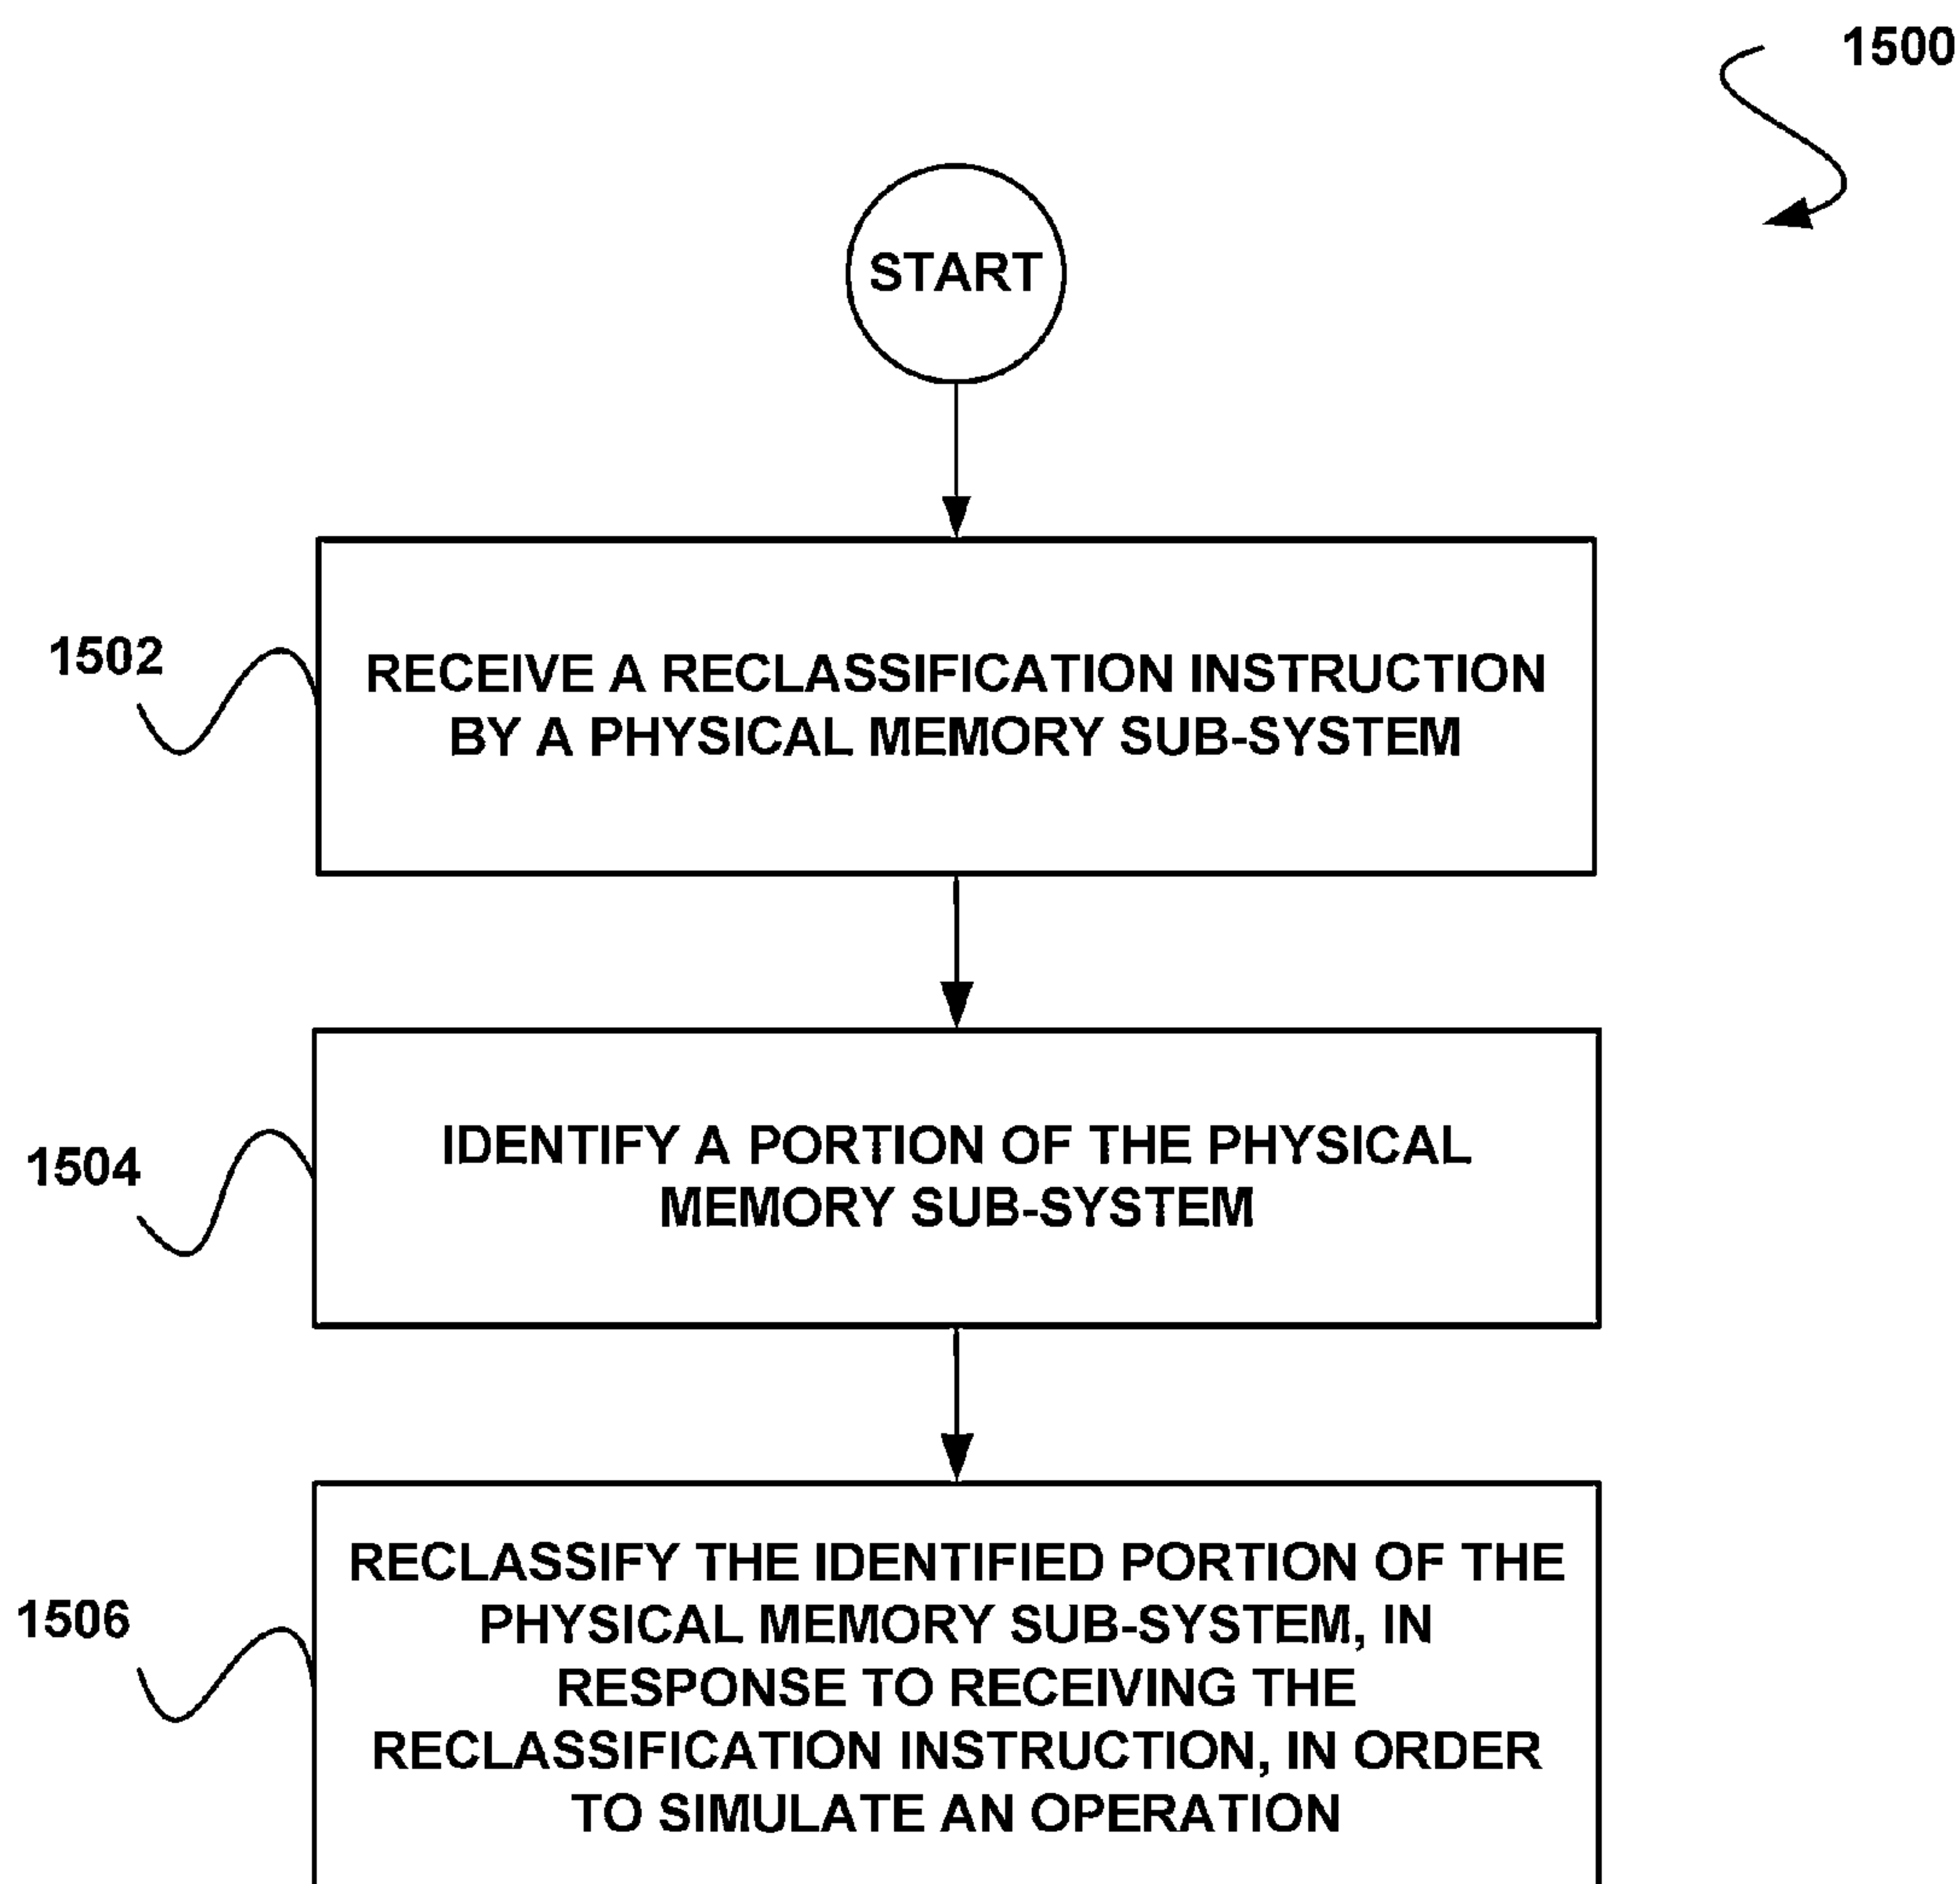 1500
START
1502
RECEIVE A RECLASSIFICATION INSTRUCTION
BY A PHYSICAL MEMORY SUB-SYSTEM
1504
IDENTIFY A PORTION OF THE PHYSICAL
MEMORY SUB-SYSTEM
1506
RECLASSIFY THE IDENTIFIED PORTION OF THE
PHYSICAL MEMORY SUB-SYSTEM, IN
RESPONSE TO RECEIVING THE
RECLASSIFICATION INSTRUCTION, IN ORDER
TO SIMULATE AN OPERATION